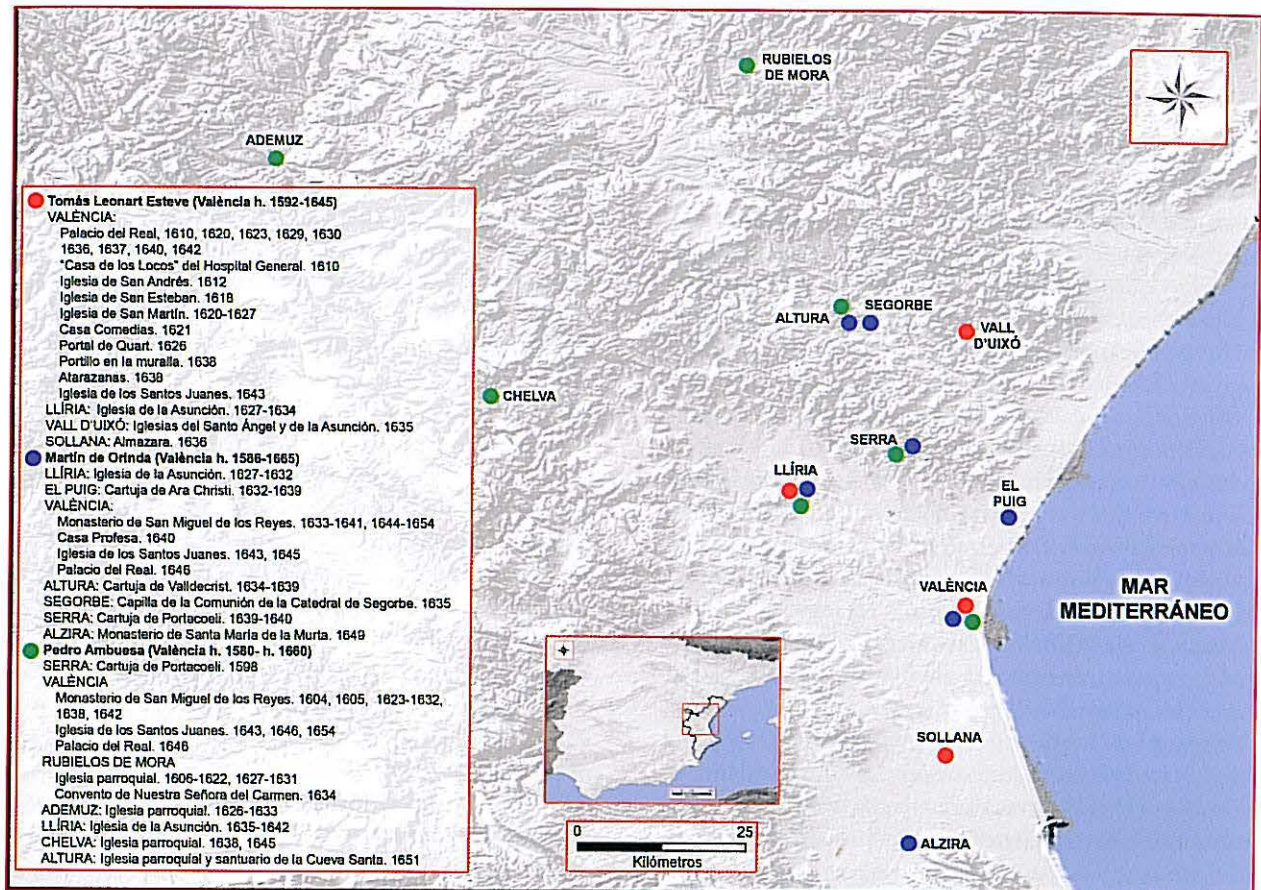 RUBIELOS
DE MORA
ADEMUZ
Tomás Leonart Esteve (València h. 1592-1645)
VALÈNCIA:
Palacio del Real, 1610, 1620, 1623, 1629, 1630
1636, 1637, 1640, 1642
"Casa de los Locos" del Hospital General. 1610
Iglesia de San Andrés. 1612
Iglesia de San Esteban. 1618
Iglesia de San Martín. 1620-1627
Casa Comedias. 1621
Portal de Quart. 1626
Portillo en la muralla. 1638
Atarazanas. 1638
Iglesia de los Santos Juanes. 1643
LLÍRIA: Iglesia de la Asunción. 1627-1634
VALL D'UIXÓ: Iglesias del Santo Ángel y de la Asunción. 1635
SOLLANA: Almazara. 1636
Martín de Orinda (València h. 1586-1665)
LLÍRIA: Iglesia de la Asunción. 1627-1632
EL PUIG: Cartuja de Ara Christi. 1632-1639
VALÈNCIA:
Monasterio de San Miguel de los Reyes. 1633-1641, 1644-1654
Casa Profesa. 1640
Iglesia de los Santos Juanes. 1643, 1645
Palacio del Real. 1646
ALTURA: Cartuja de Valldecrist. 1634-1639
SEGORBE: Capilla de la Comunión de la Catedral de Segorbe. 1635
SERRA: Cartuja de Portacoeli. 1639-1640
ALZIRA: Monasterio de Santa María de la Murta. 1649
Pedro Ambuesa (València h. 1580- h. 1660)
SERRA: Cartuja de Portacoeli. 1598
VALÈNCIA
Monasterio de San Miguel de los Reyes. 1604, 1605, 1623-1632,
1638, 1642
Iglesia de los Santos Juanes. 1643, 1646, 1654
Palacio del Real. 1646
RUBIELOS DE MORA
Iglesia parroquial. 1606-1622, 1627-1631
Convento de Nuestra Señora del Carmen. 1634
ADEMUZ: Iglesia parroquial. 1626-1633
LLÍRIA: Iglesia de la Asunción. 1635-1642
CHELVA: Iglesia parroquial. 1638, 1645
ALTURA: Iglesia parroquial y santuario de la Cueva Santa. 1651
ALTURA
SEGORBE
VALL
D'UIXÓ
CHELVA
SERRA
LLÍRIA
EL
PUIG
VALÈNCIA
MAR
MEDITERRÁNEO
SOLLANA
ALZIRA
0 25
Kilómetros